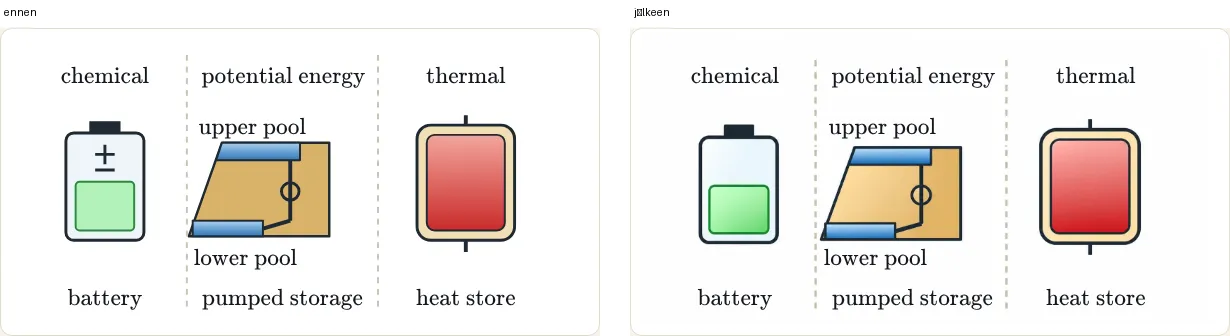 ennen
chemical potential energy thermal
upper pool
±
lower pool
battery pumped storage heat store
chemical potential energy thermal
upper pool
lower pool
battery pumped storage heat store